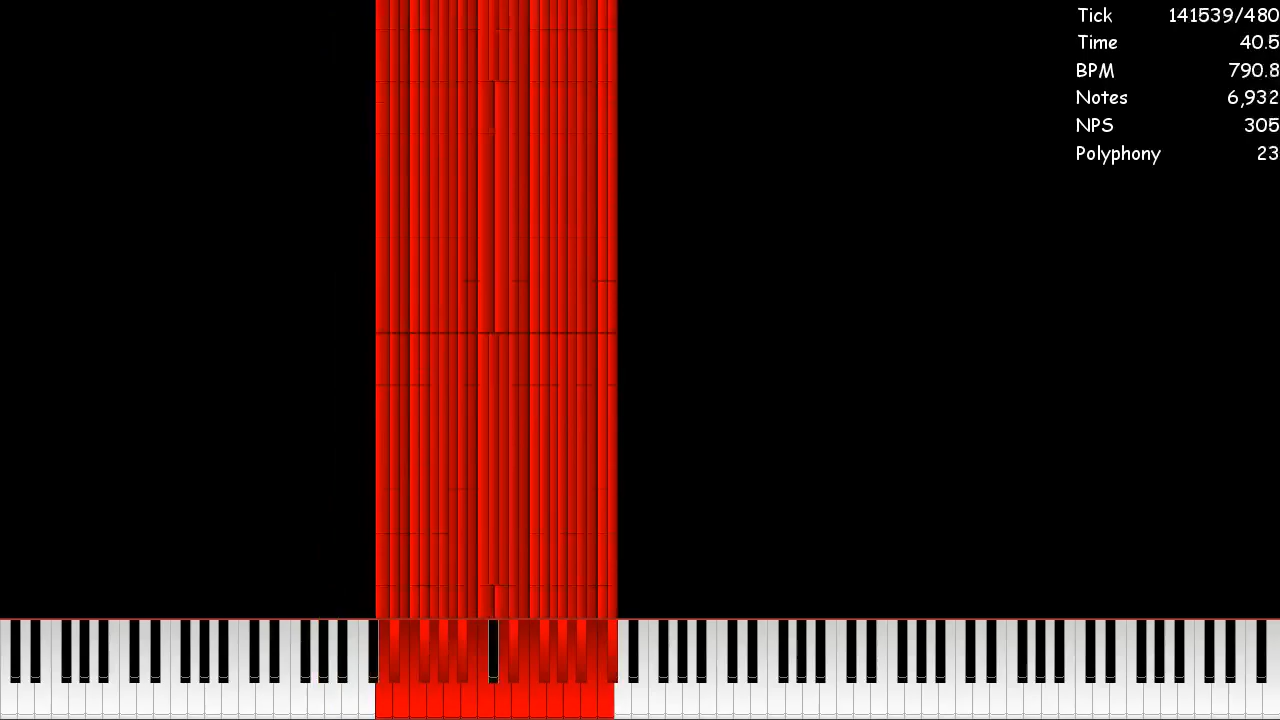 Tick 141539/480
Time 40.5
BPM 790.8
Notes 6,932
NPS 305
Polyphony 23